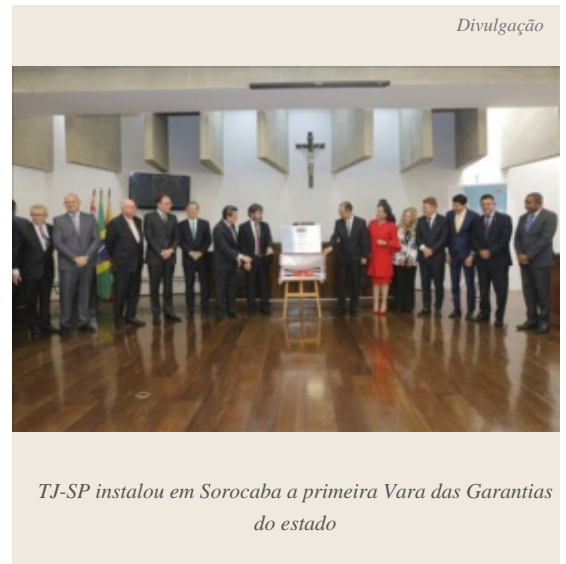 Divulgação
TJ-SP instalou em Sorocaba a primeira Vara das Garantias
do estado